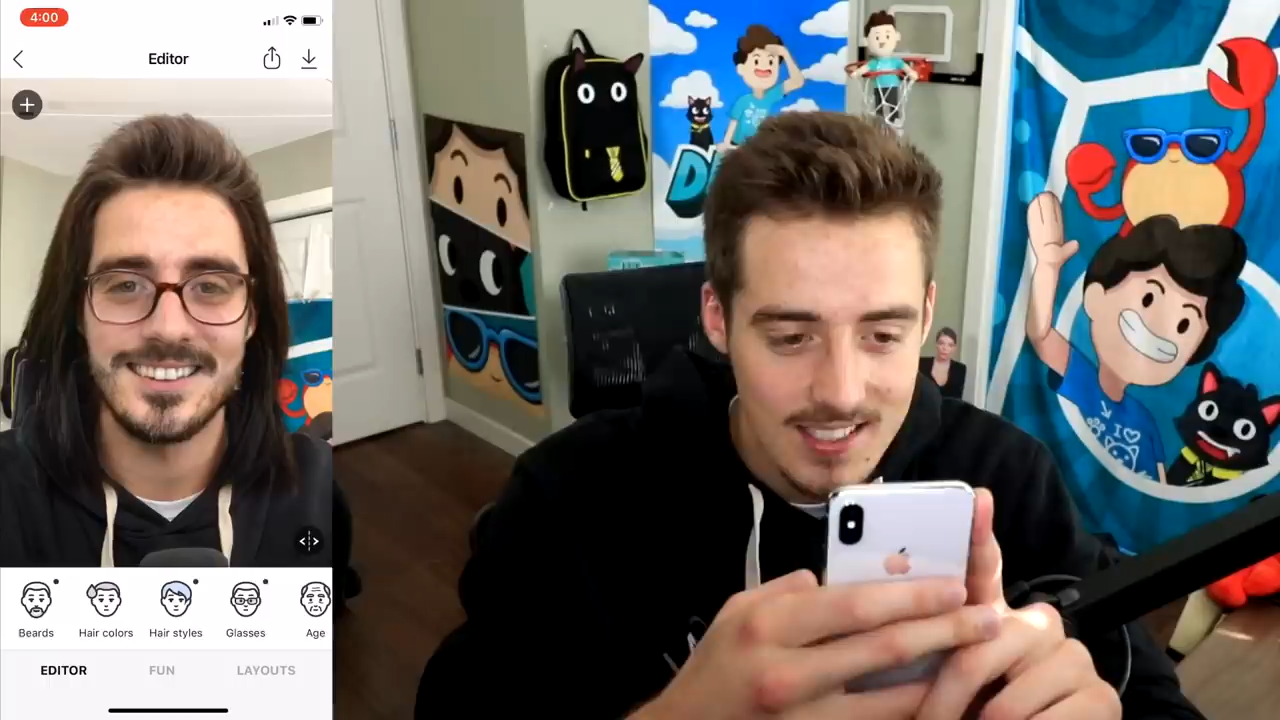 4:00
Editor
Beards
Hair colors
Hair styles
Glasses
Age
EDITOR
FUN
LAYOUTS
I